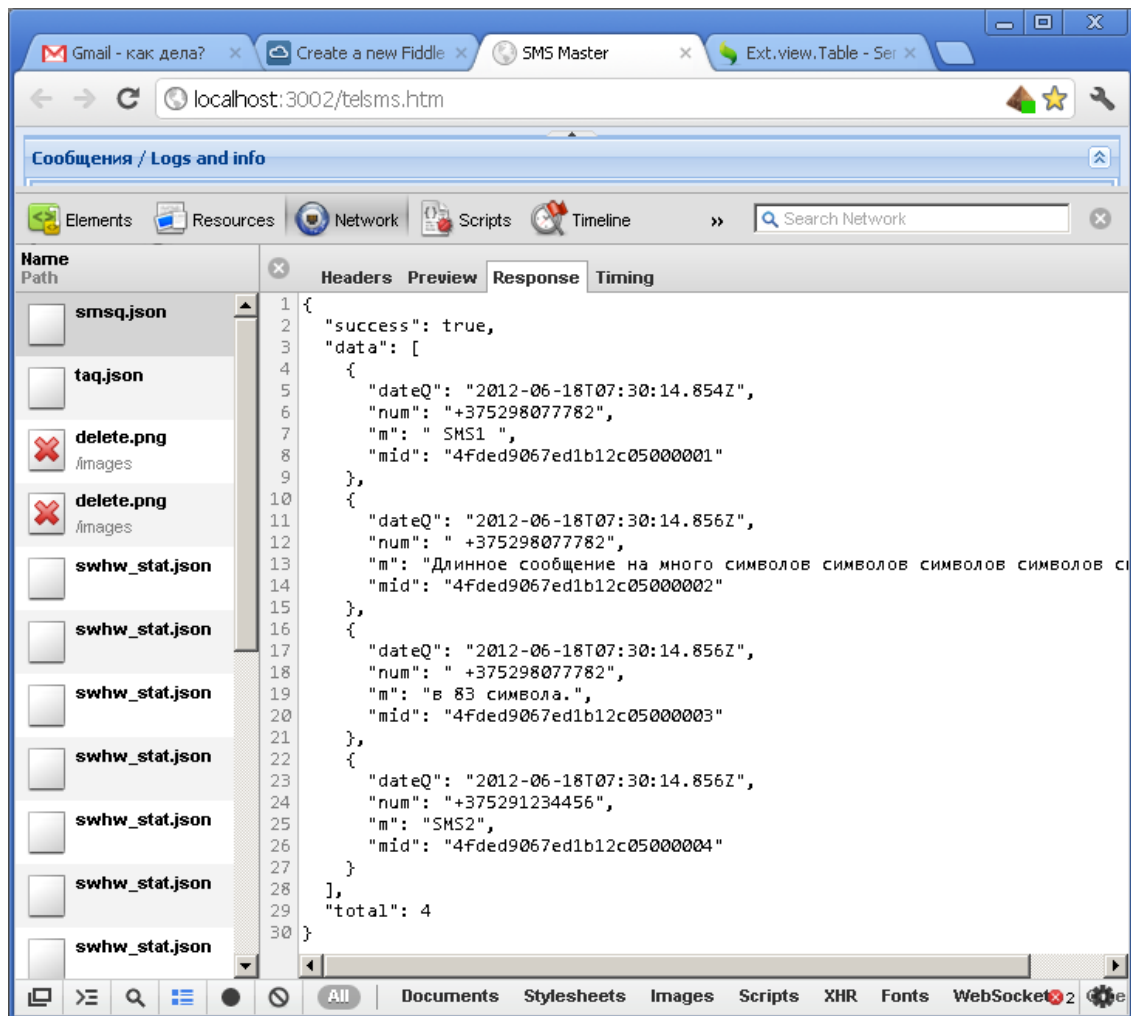 Gmail - как дела?
Create a new Fiddle
SMS Master
Ext.view.Table - Ser
localhost:3002/telsms.htm
Сообщения / Logs and info
Elements Resources Network Scripts Timeline » Search Network
Name
Path
Headers Preview Response Timing
smsq.json
taq.json
delete.png
/images
delete.png
/images
swhw_stat.json
swhw_stat.json
swhw_stat.json
swhw_stat.json
swhw_stat.json
swhw_stat.json
swhw_stat.json
1 {
2 "success": true,
3 "data": [
4 {
5 "dateQ": "2012-06-18T07:30:14.854Z",
6 "num": "+375298077782",
7 "m": " SMS1 ",
8 "mid": "4fded9067ed1b12c05000001"
9 },
10 {
11 "dateQ": "2012-06-18T07:30:14.856Z",
12 "num": " +375298077782",
13 "m": "Длинное сообщение на много символов символов символов символов
14 "mid": "4fded9067ed1b12c05000002"
15 },
16 {
17 "dateQ": "2012-06-18T07:30:14.856Z",
18 "num": " +375298077782",
19 "m": "в 83 символа.",
20 "mid": "4fded9067ed1b12c05000003"
21 },
22 {
23 "dateQ": "2012-06-18T07:30:14.856Z",
24 "num": "+375291234456",
25 "m": "SMS2",
26 "mid": "4fded9067ed1b12c05000004"
27 }
28 ],
29 "total": 4
30 }
All Documents Stylesheets Images Scripts XHR Fonts WebSocket 2